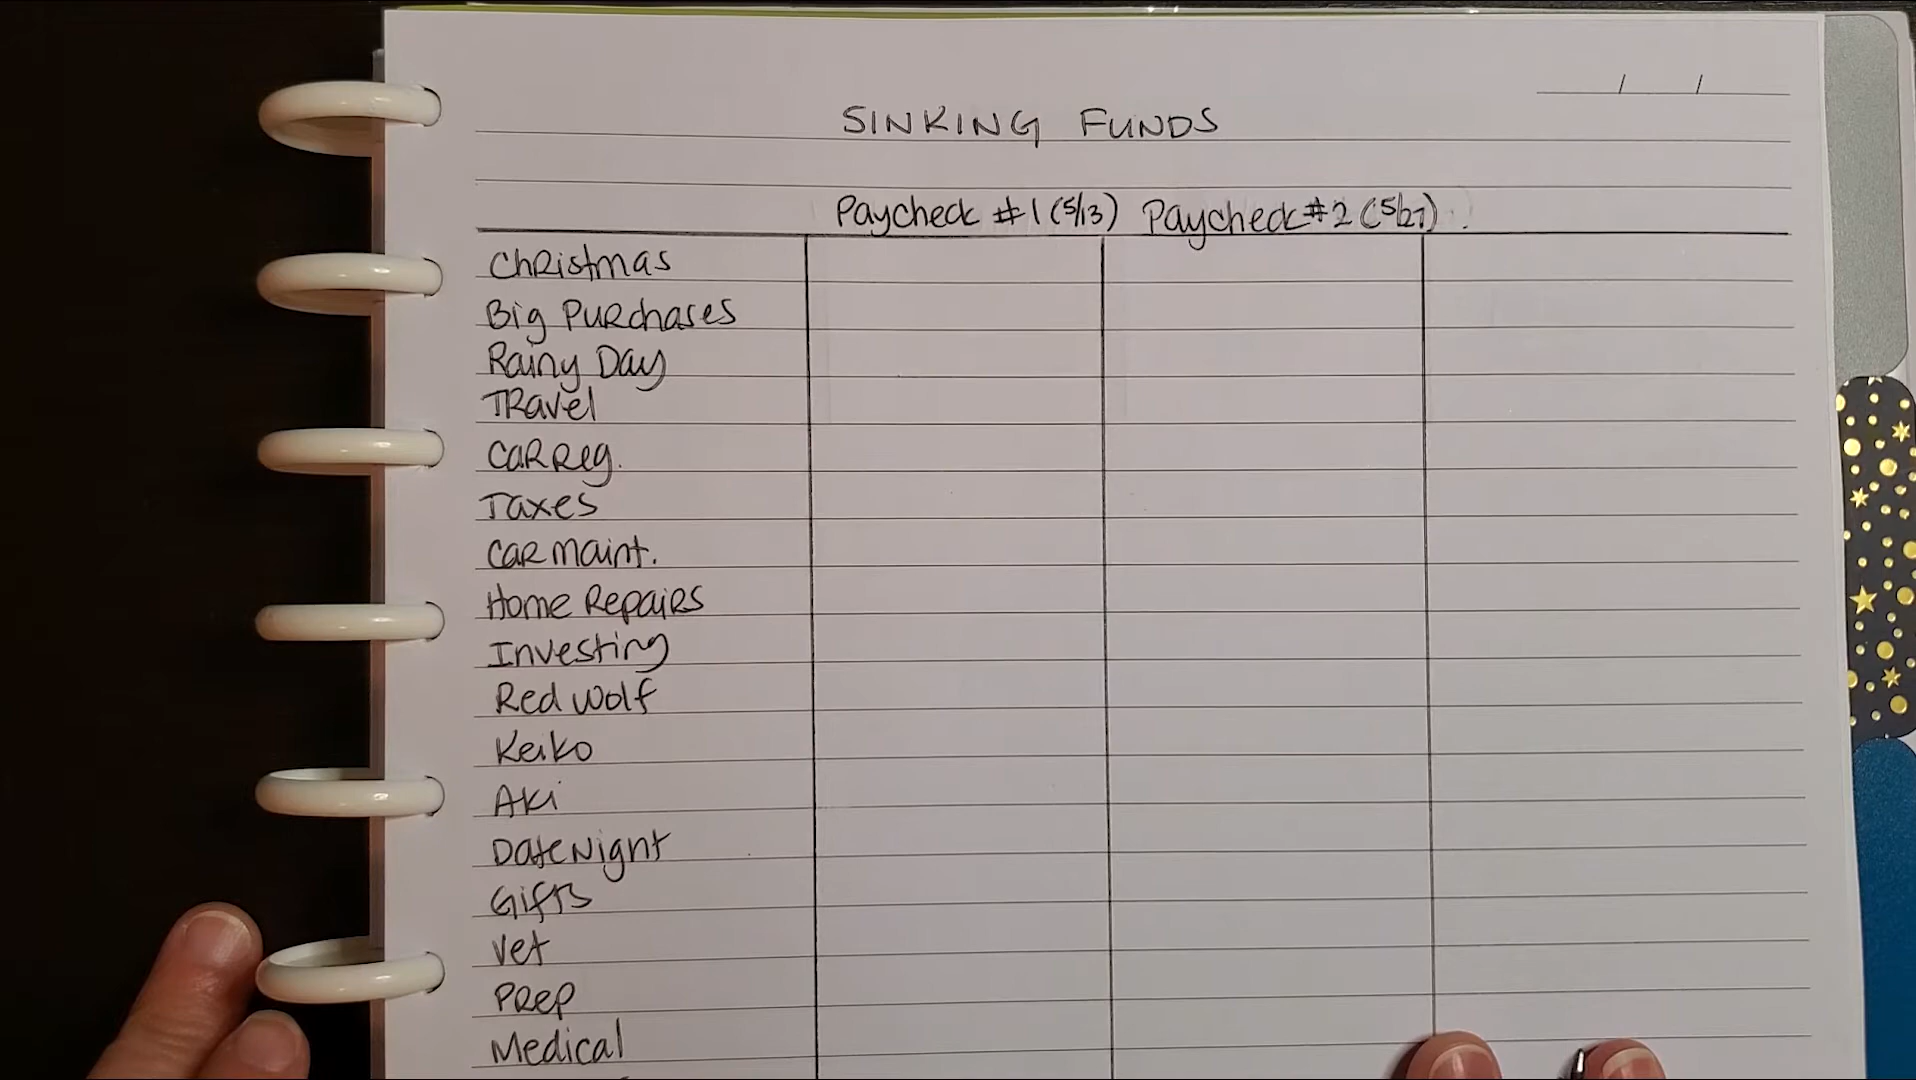 / /
SINKING FUNDS
Paycheck #1 (5/13) Paycheck #2 (5/27)
Christmas
Big Purchases
Rainy Day
Travel
Car Reg.
Taxes
Car Maint.
Home Repairs
Investing
Red Wolf
Keiko
Aki
Date Night
Gifts
Vet
Prep
Medical